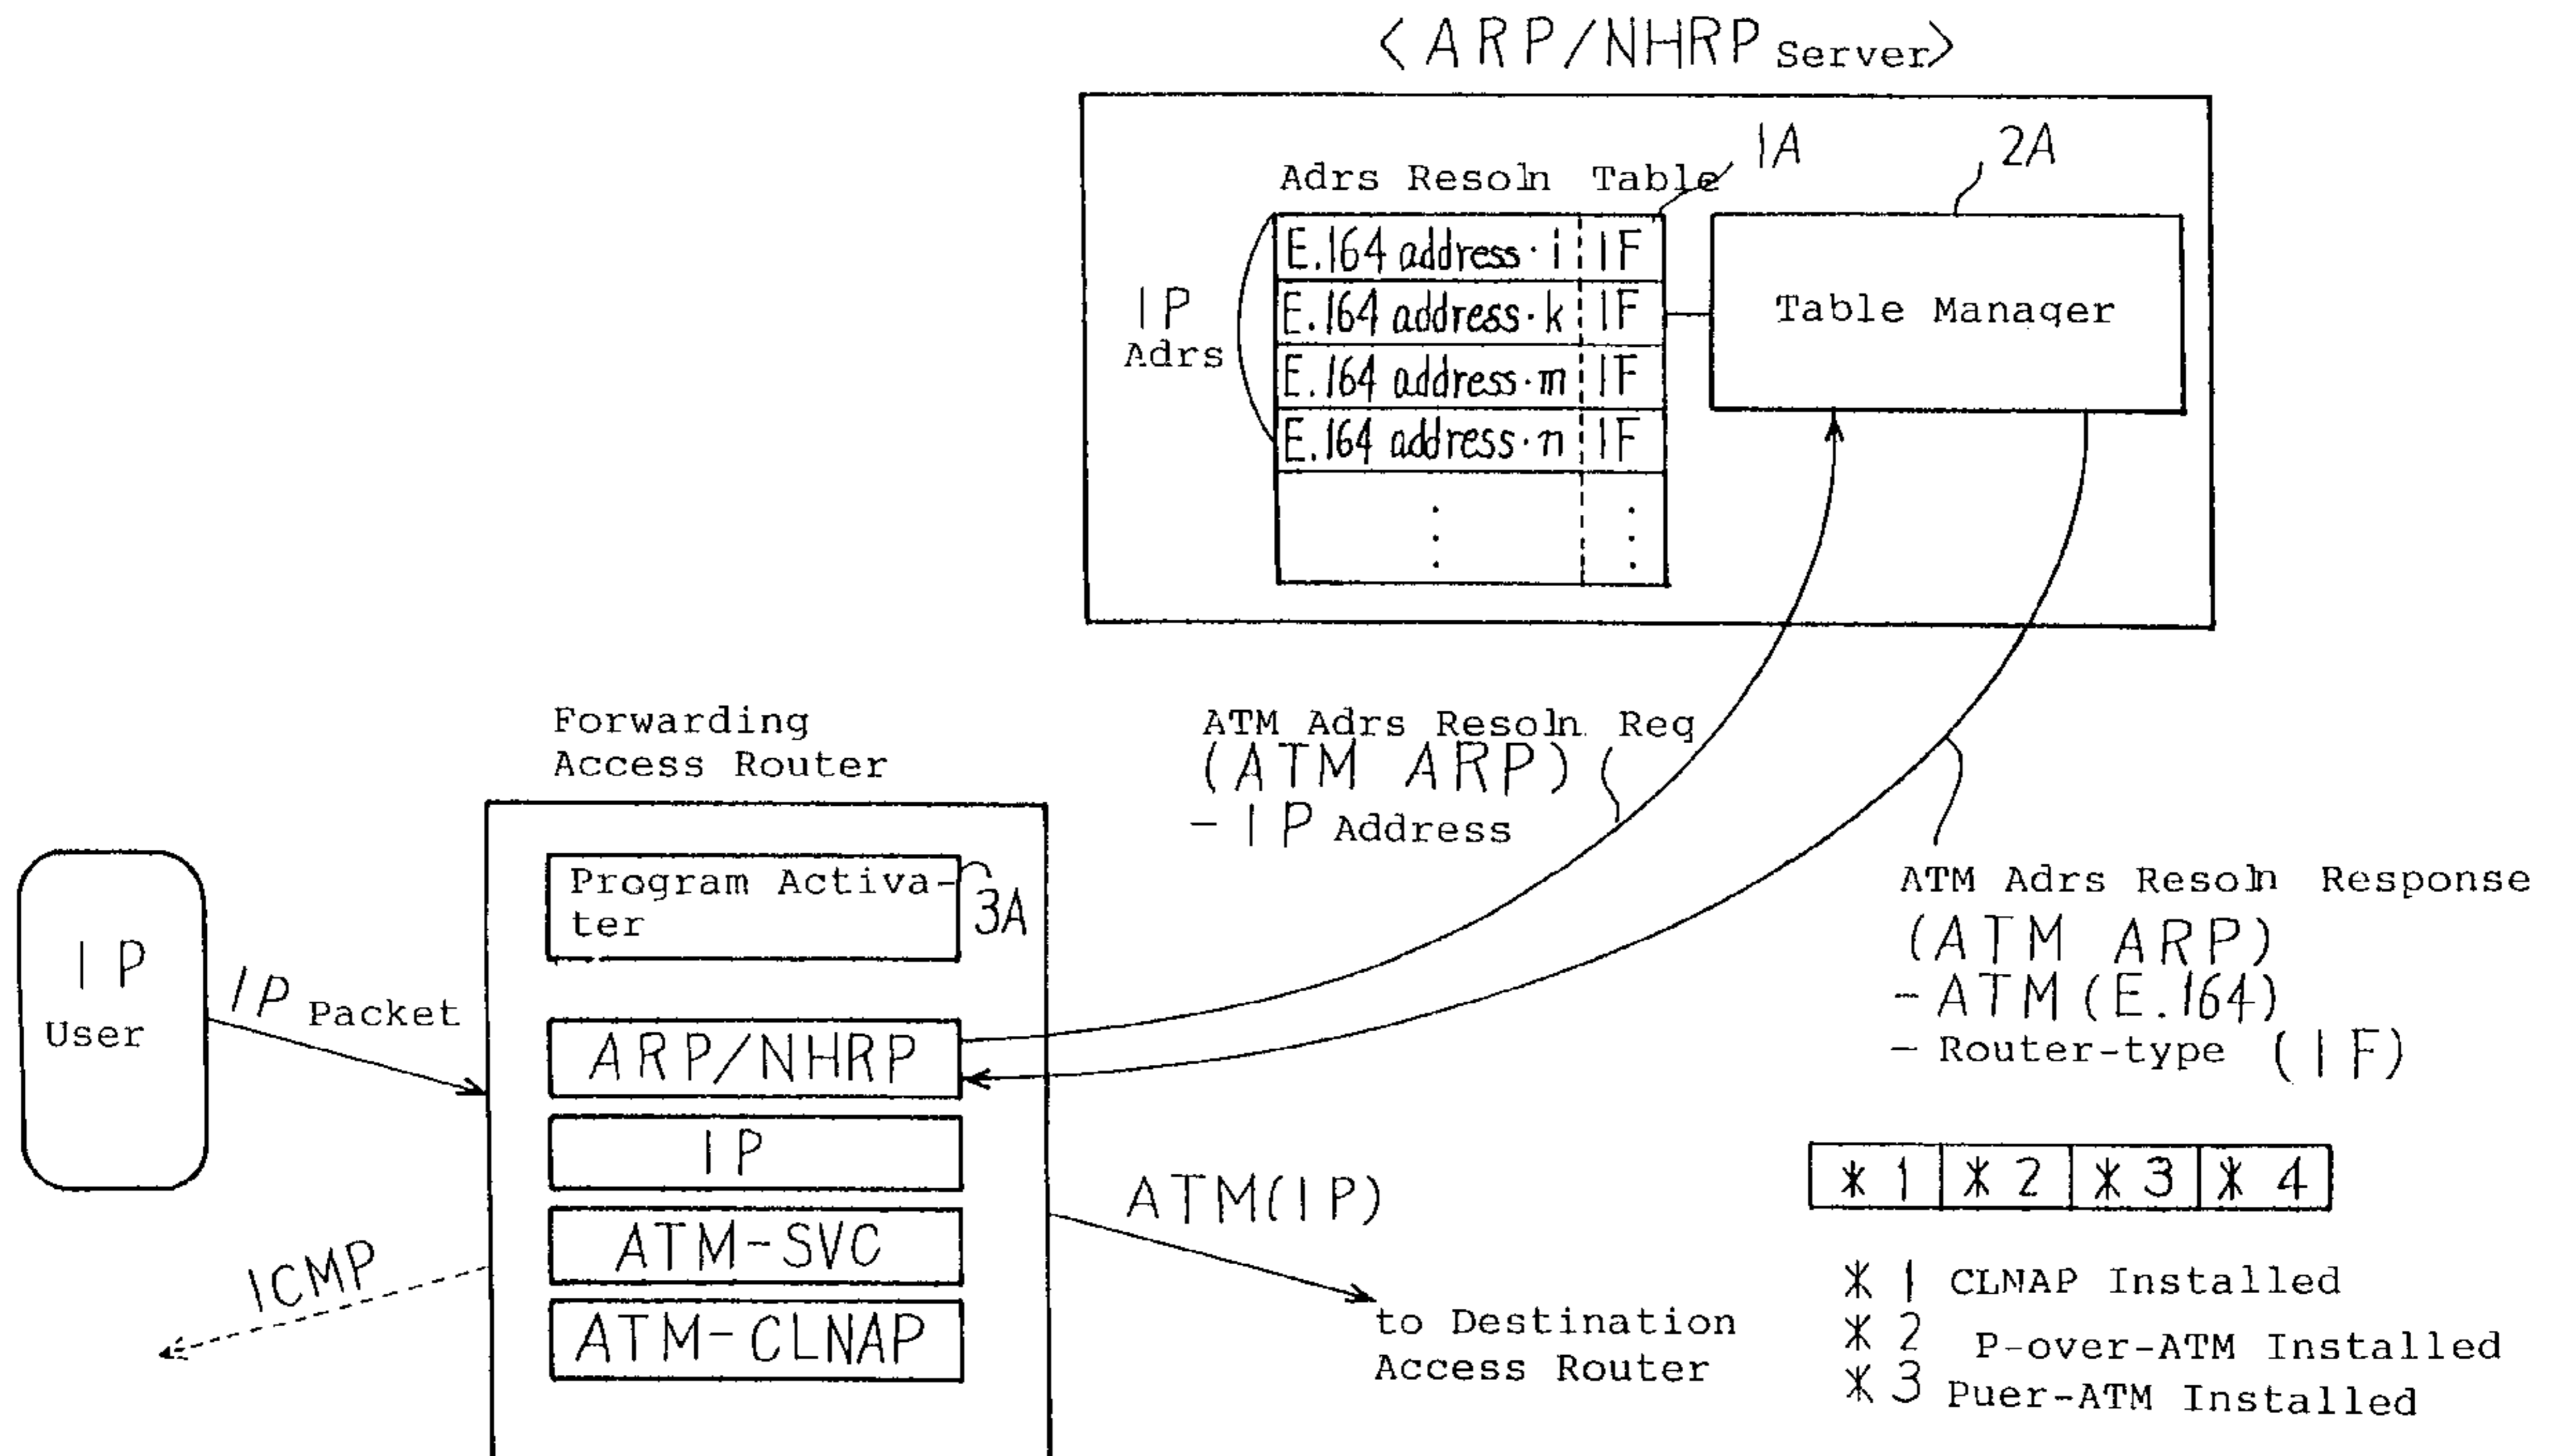 <ARP/NHRP Server>
1A
2A
Adrs Resoln Table
E.164 address·i IF
E.164 address·k IF
E.164 address·m IF
E.164 address·n IF
IP
Adrs
Table Manager
Forwarding
Access Router
ATM Adrs Resoln Req
(ATM ARP)
- IP Address
Program Activa-
ter
3A
ATM Adrs Resoln Response
(ATM ARP)
- ATM (E.164)
- Router-type (IF)
IP
User
IP Packet
ARP/NHRP
IP
ATM-SVC
ATM-CLNAP
ICMP
ATM(IP)
to Destination
Access Router
*1 *2 *3 *4
*1 CLNAP Installed
*2 P-over-ATM Installed
*3 Puer-ATM Installed